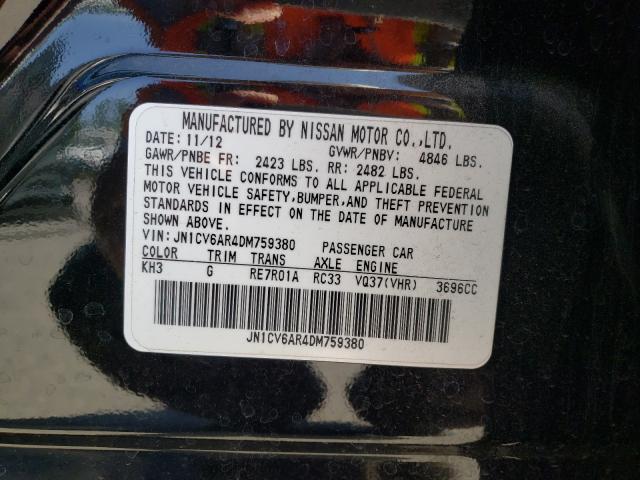 MANUFACTURED BY NISSAN MOTOR CO.,LTD.
DATE: 11/12 GVWR/PNBV: 4846 LBS.
GAWR/PNBE FR: 2423 LBS. RR: 2482 LBS.
THIS VEHICLE CONFORMS TO ALL APPLICABLE FEDERAL
MOTOR VEHICLE SAFETY,BUMPER,AND THEFT PREVENTION
STANDARDS IN EFFECT ON THE DATE OF MANUFACTURE
SHOWN ABOVE.
VIN: JN1CV6AR4DM759380 PASSENGER CAR
COLOR TRIM TRANS AXLE ENGINE
KH3 G RE7R01A RC33 VQ37(VHR) 3696CC
JN1CV6AR4DM759380